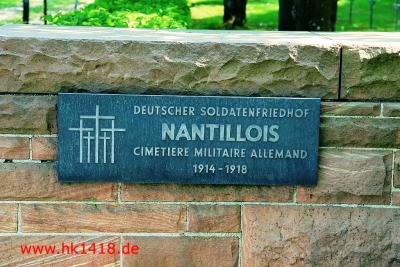 DEUTSCHER SOLDATENFRIEDHOF
NANTILLOIS
CIMETIERE MILITAIRE ALLEMAND
1914-1918
www.hk1418.de